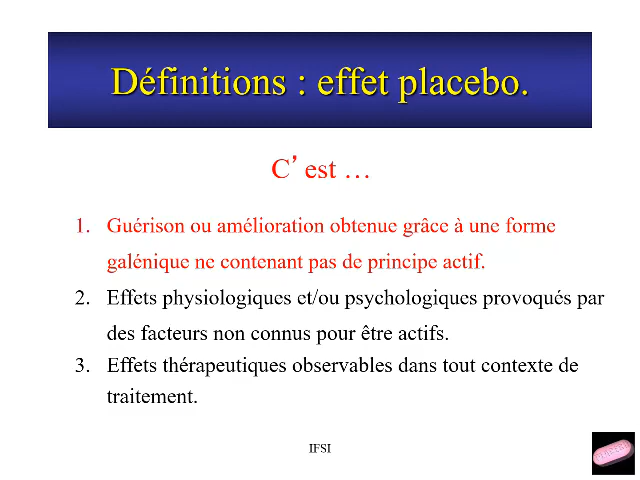 Définitions : effet placebo.
C’est …
1. Guérison ou amélioration obtenue grâce à une forme
galénique ne contenant pas de principe actif.
2. Effets physiologiques et/ou psychologiques provoqués par
des facteurs non connus pour être actifs.
3. Effets thérapeutiques observables dans tout contexte de
traitement.
IFSI